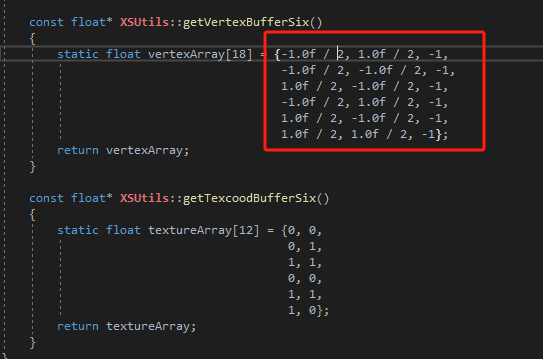 const float* XSUtils::getVertexBufferSix()
{
static float vertexArray[18] = {-1.0f / 2, 1.0f / 2, -1,
-1.0f / 2, -1.0f / 2, -1,
1.0f / 2, -1.0f / 2, -1,
-1.0f / 2, 1.0f / 2, -1,
1.0f / 2, -1.0f / 2, -1,
1.0f / 2, 1.0f / 2, -1};
return vertexArray;
}
const float* XSUtils::getTexcoodBufferSix()
{
static float textureArray[12] = {0, 0,
0, 1,
1, 1,
0, 0,
1, 1,
1, 0};
return textureArray;
}
}